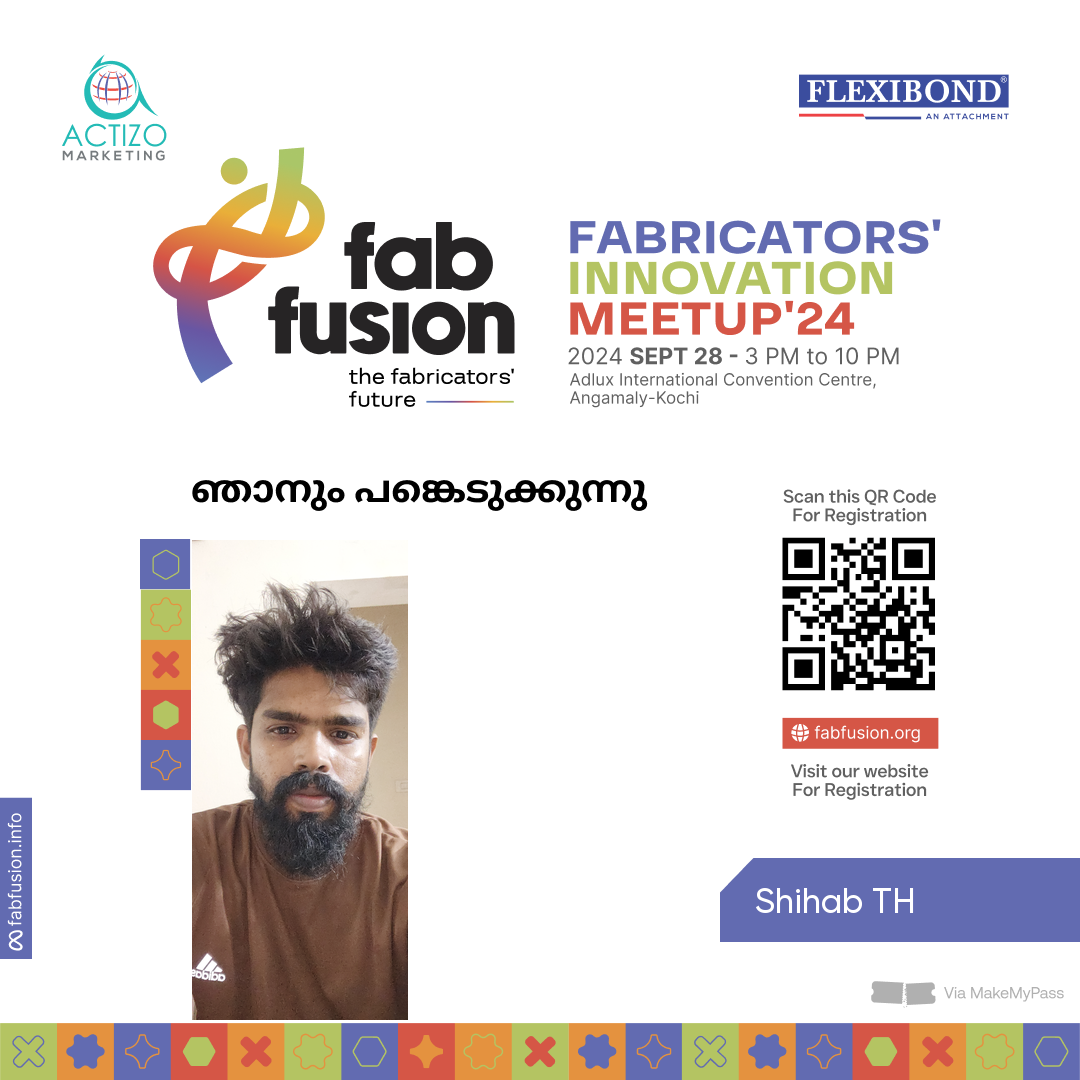 ACTIZO
MARKETING
FLEXIBOND®
AN ATTACHMENT
fab
fusion
the fabricators'
future
FABRICATORS'
INNOVATION
MEETUP'24
2024 SEPT 28 - 3 PM to 10 PM
Adlux International Convention Centre,
Angamaly-Kochi
ഞാനും പങ്കെടുക്കുന്നു
Scan this QR Code
For Registration
fabfusion.org
Visit our website
For Registration
fabfusion.info
adidas
Shihab TH
Via MakeMyPass